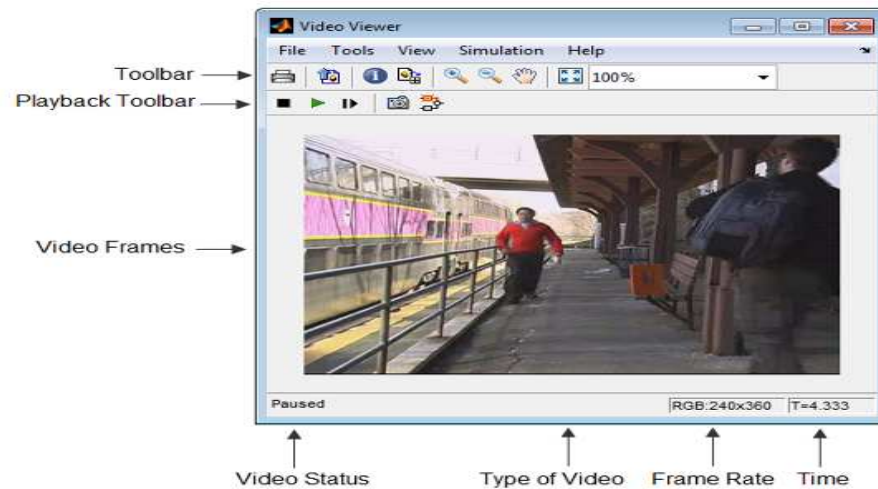 Video Viewer
File Tools View Simulation Help
Toolbar
100%
Playback Toolbar
Video Frames
Paused
RGB:240x360
T=4.333
Video Status
Type of Video
Frame Rate
Time